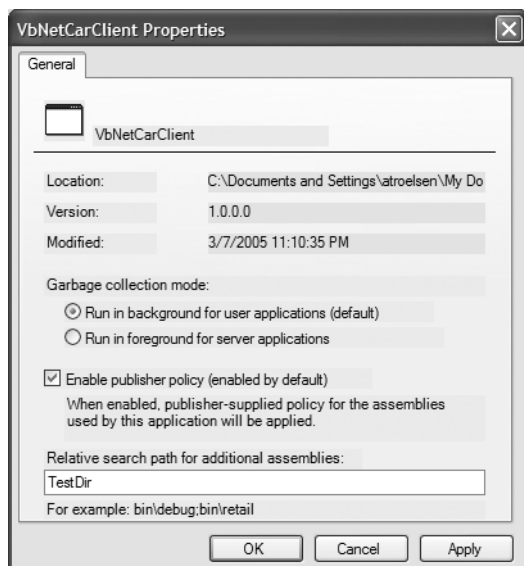 VbNetCarClient Properties
General
VbNetCarClient
Location: C:\Documents and Settings\atroelsen\My Do
Version: 1.0.0.0
Modified: 3/7/2005 11:10:35 PM
Garbage collection mode:
Run in background for user applications (default)
Run in foreground for server applications
Enable publisher policy (enabled by default)
When enabled, publisher-supplied policy for the assemblies
used by this application will be applied.
Relative search path for additional assemblies:
TestDir
For example: bin\debug;bin\retail
OK Cancel Apply